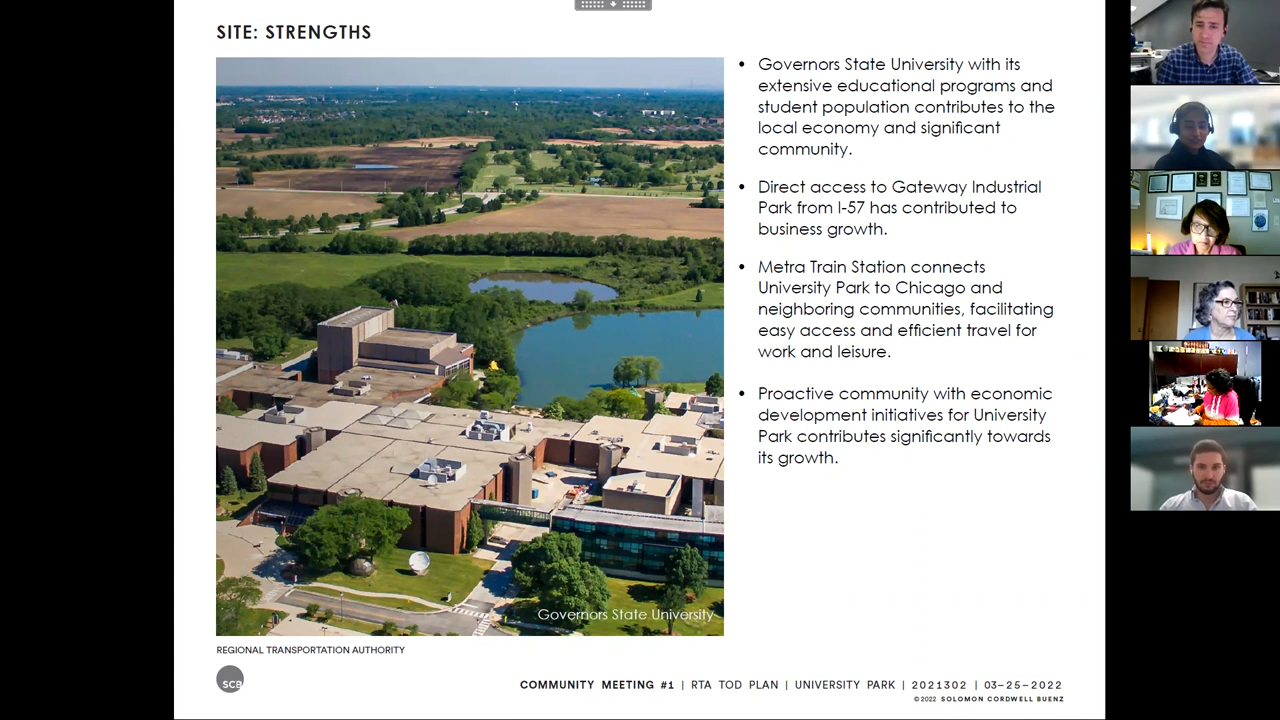 SITE: STRENGTHS
• Governors State University with its
extensive educational programs and
student population contributes to the
local economy and significant
community.
• Direct access to Gateway Industrial
Park from I-57 has contributed to
business growth.
• Metra Train Station connects
University Park to Chicago and
neighboring communities, facilitating
easy access and efficient travel for
work and leisure.
• Proactive community with economic
development initiatives for University
Park contributes significantly towards
its growth.
Governors State University
REGIONAL TRANSPORTATION AUTHORITY
SCB
COMMUNITY MEETING #1 | RTA TOD PLAN | UNIVERSITY PARK | 2021302 | 03-25-2022
©2022 SOLOMON CORDWELL BUENZ